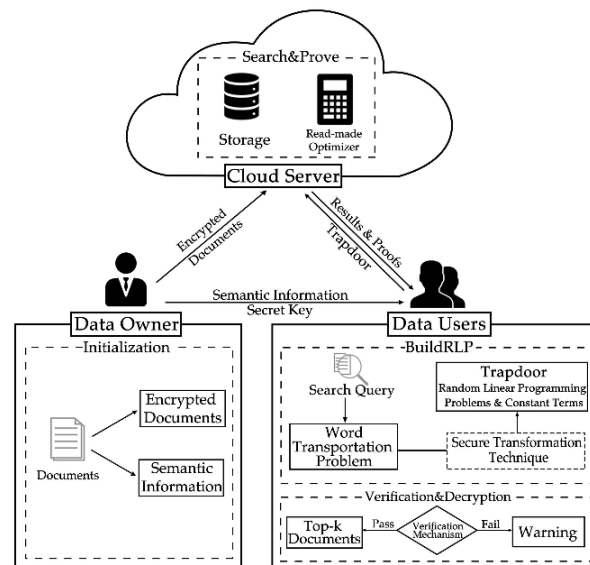 Search&Prove
Storage
Read-made
Optimizer
Cloud Server
Encrypted
Documents
Results & Proofs
Trapdoor
Semantic Information
Secret Key
Data Owner
Data Users
Initialization
Documents
Encrypted
Documents
Semantic
Information
BuildRLP
Search Query
Word
Transportation
Problem
Trapdoor
Random Linear Programming
Problems & Constant Terms
Secure Transformation
Technique
Verification&Decryption
Top-k
Documents
Pass
Verification
Mechanism
Fail
Warning